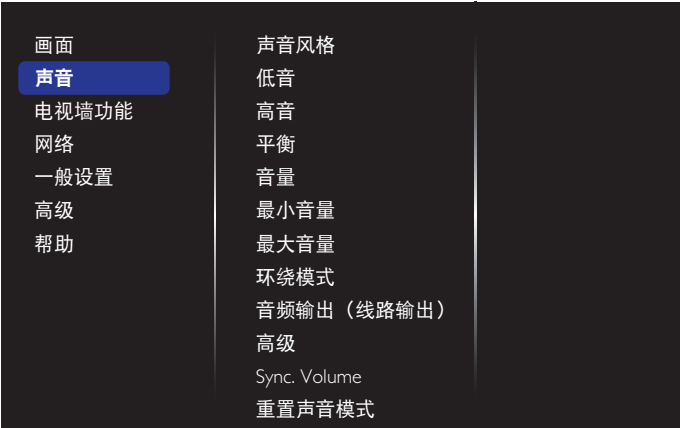 画面
声音
电视墙功能
网络
一般设置
高级
帮助
声音风格
低音
高音
平衡
音量
最小音量
最大音量
环绕模式
音频输出（线路输出）
高级
Sync. Volume
重置声音模式